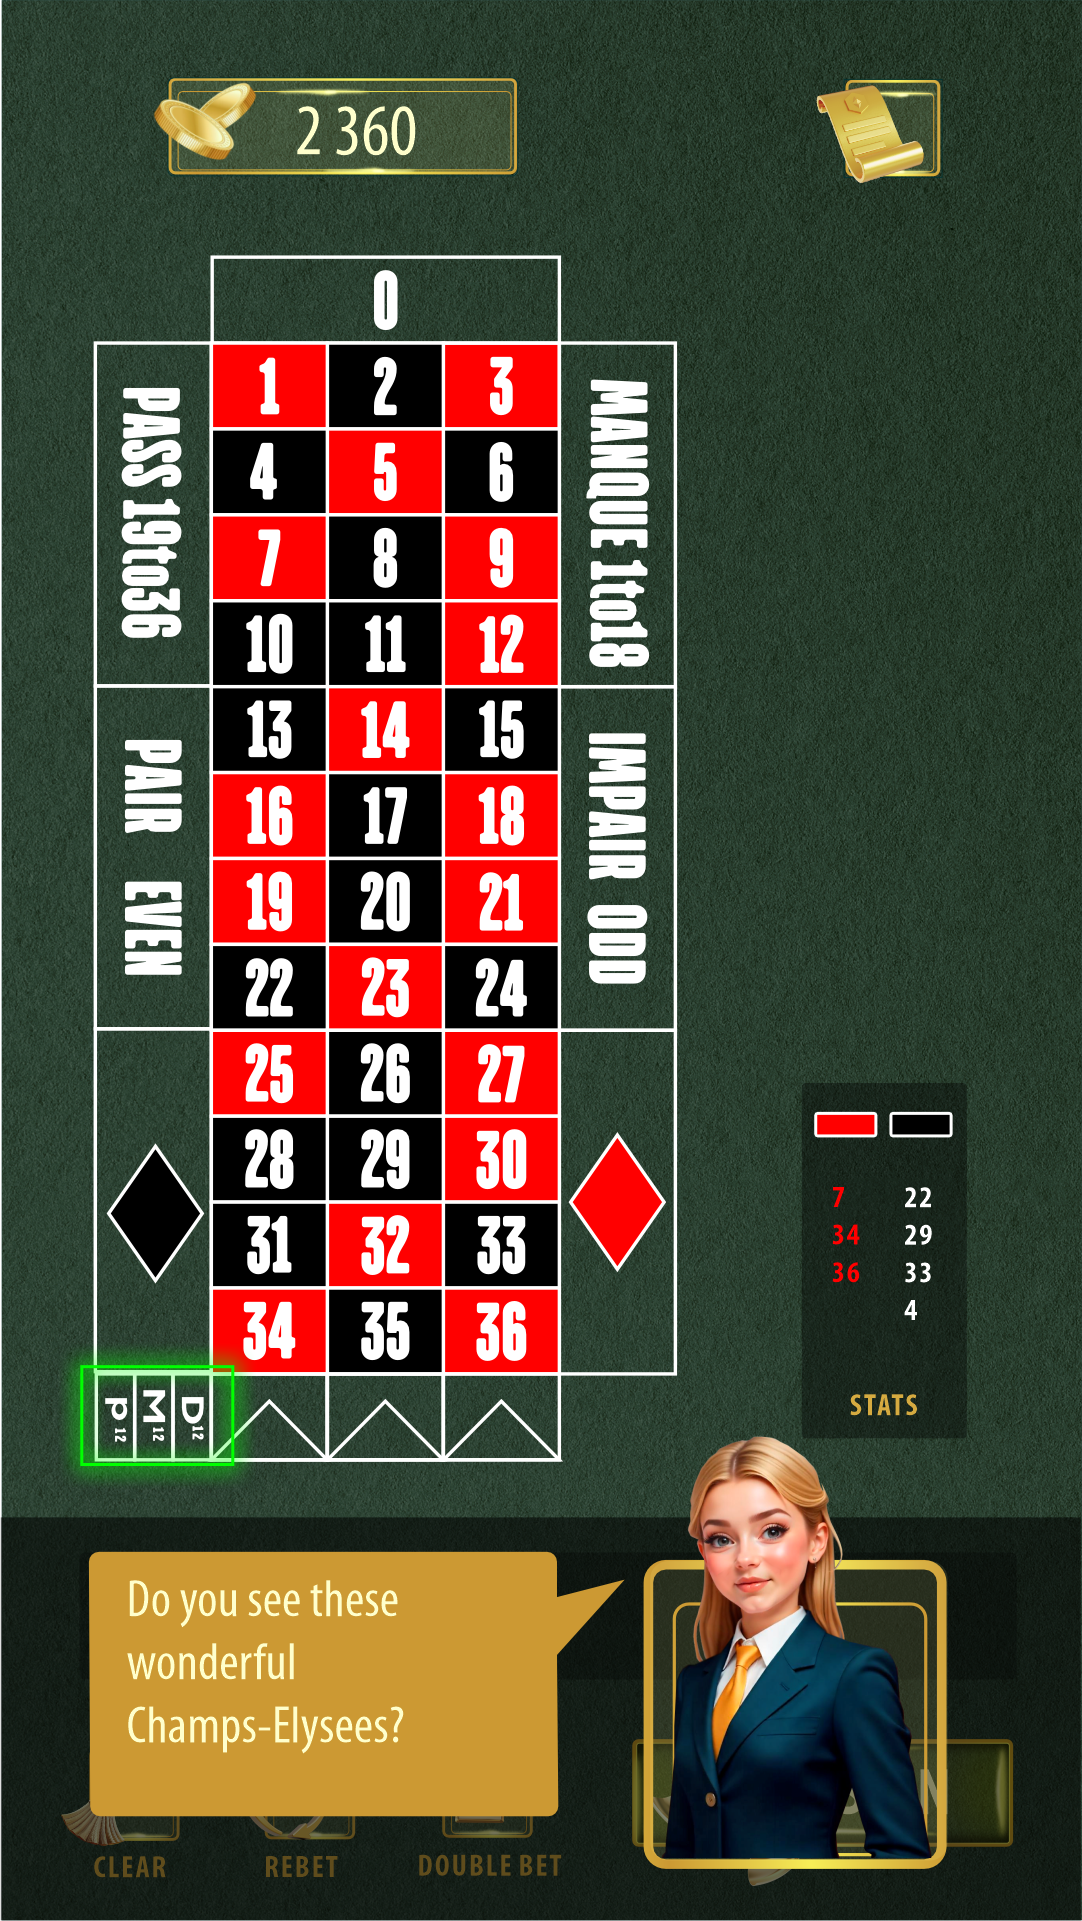 2 360
0
PASS 19to36
MANQUE 1to18
1 2 3
4 5 6
7 8 9
10 11 12
13 14 15
PAIR EVEN
IMPAIR ODD
16 17 18
19 20 21
22 23 24
25 26 27
28 29 30
31 32 33
34 35 36
7 22
34 29
36 33
4
STATS
P12 M12 D12
Do you see these
wonderful
Champs-Elysees?
CLEAR
REBET
DOUBLE BET